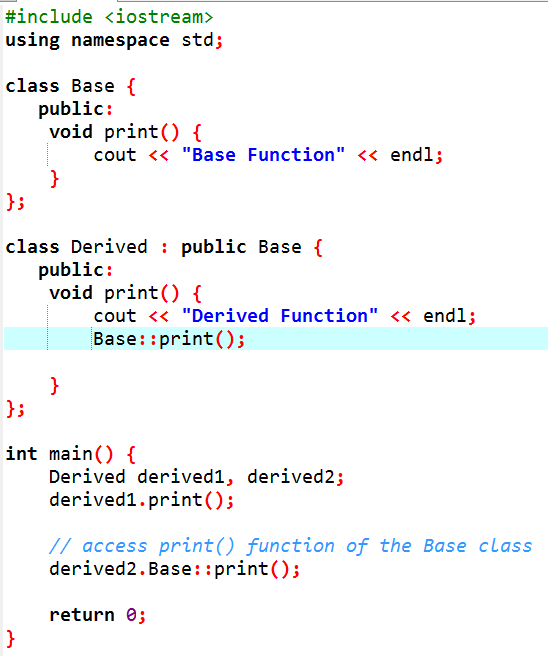 #include <iostream>
using namespace std;

class Base {
   public:
    void print() {
        cout << "Base Function" << endl;
    }
};

class Derived : public Base {
   public:
    void print() {
        cout << "Derived Function" << endl;
        Base::print();

    }
};

int main() {
    Derived derived1, derived2;
    derived1.print();

    // access print() function of the Base class
    derived2.Base::print();

    return 0;
}